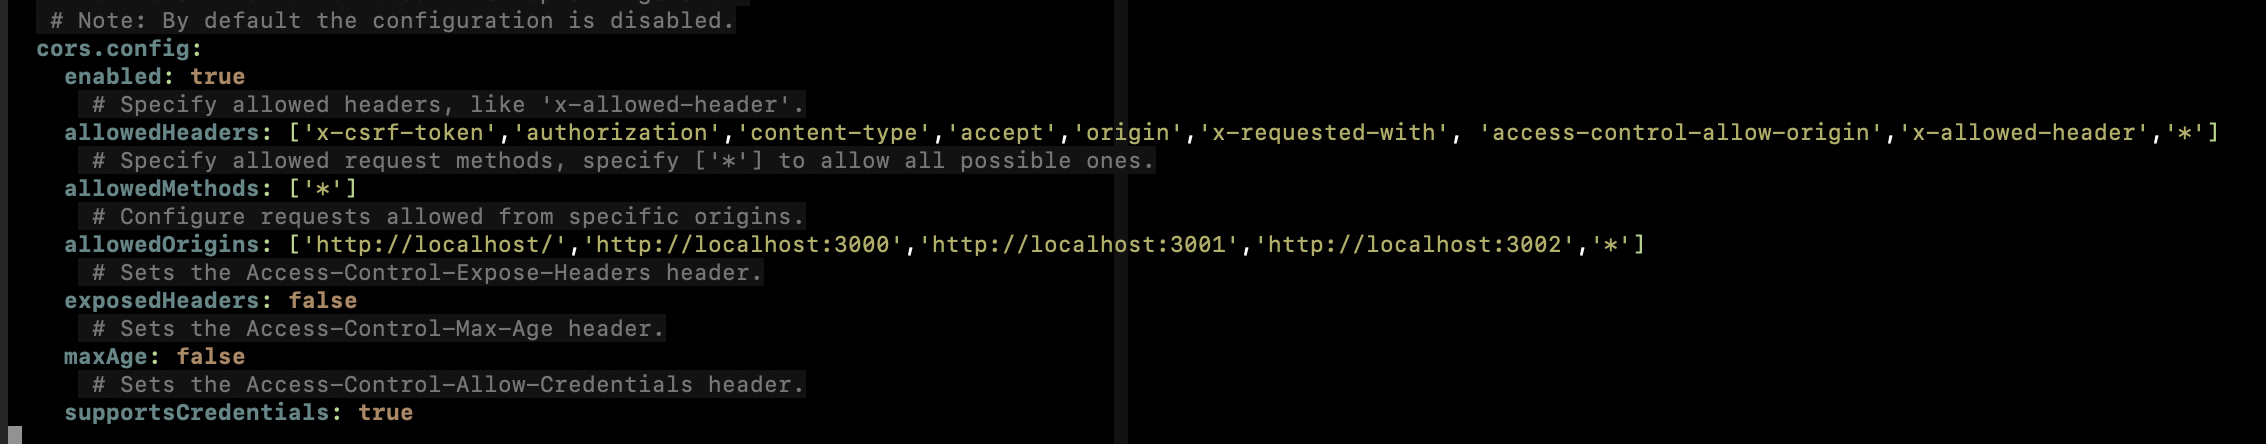 # Note: By default the configuration is disabled.
cors.config:
enabled: true
# Specify allowed headers, like 'x-allowed-header'.
allowedHeaders: ['x-csrf-token','authorization','content-type','accept','origin','x-requested-with', 'access-control-allow-origin','x-allowed-header','*']
# Specify allowed request methods, specify ['*'] to allow all possible ones.
allowedMethods: ['*']
# Configure requests allowed from specific origins.
allowedOrigins: ['http://localhost/','http://localhost:3000','http://localhost:3001','http://localhost:3002','*']
# Sets the Access-Control-Expose-Headers header.
exposedHeaders: false
# Sets the Access-Control-Max-Age header.
maxAge: false
# Sets the Access-Control-Allow-Credentials header.
supportsCredentials: true